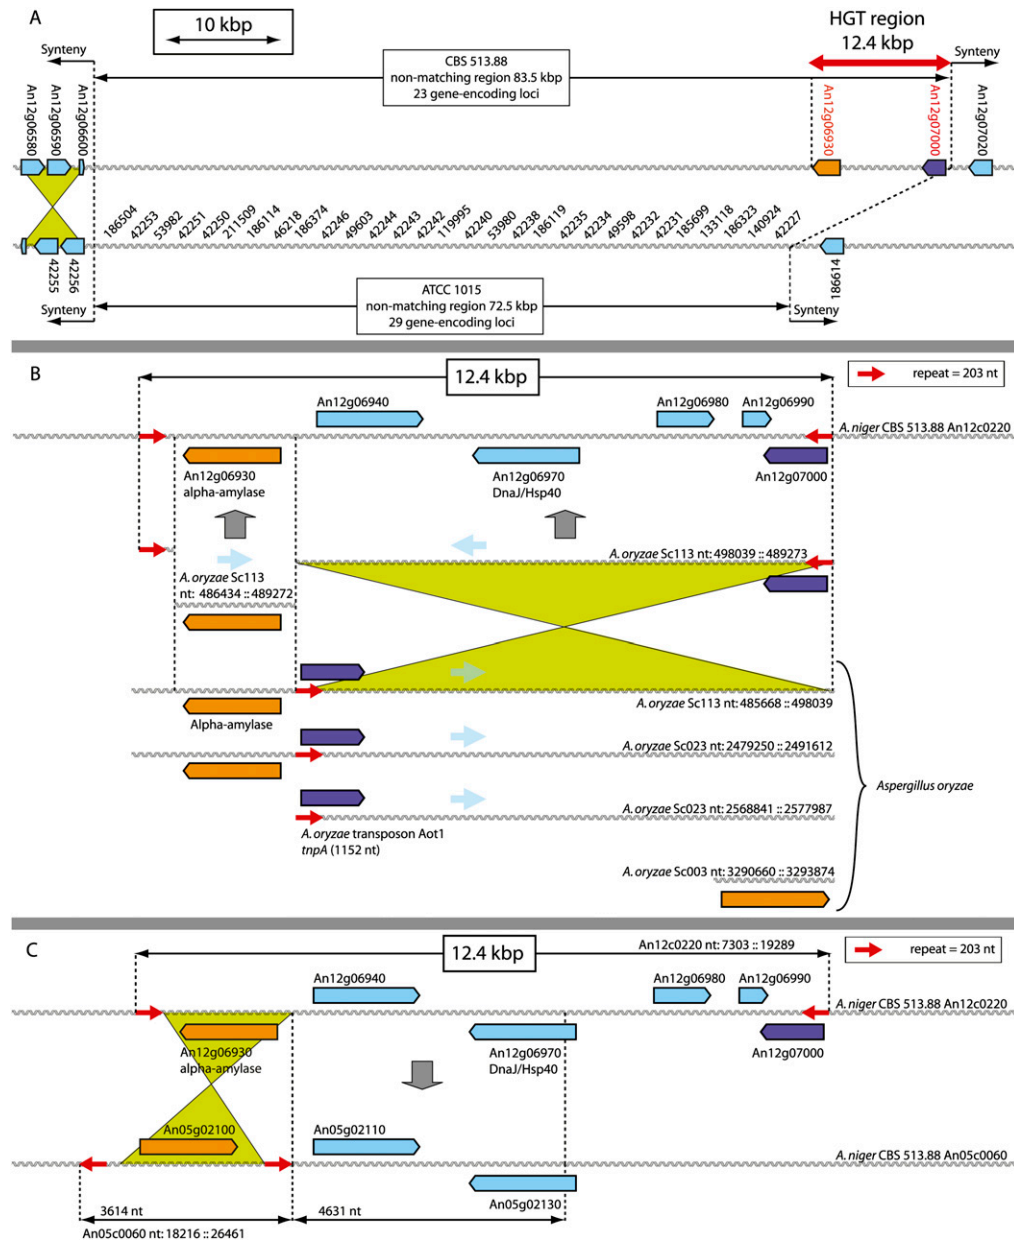 A
10 kbp
HGT region
12.4 kbp
Synteny
CBS 513.88
non-matching region 83.5 kbp
23 gene-encoding loci
Synteny
An12g06580
An12g06590
An12g06600
An12g06930
An12g07000
An12g07020
186504
42253
53982
42251
42250
211509
186114
46218
186374
42246
49603
42244
42243
42242
119995
42240
53980
42238
186119
42235
42234
49598
42232
42231
185699
133118
186323
140924
42227
42255
42256
186614
Synteny
ATCC 1015
non-matching region 72.5 kbp
29 gene-encoding loci
Synteny
B
12.4 kbp
repeat = 203 nt
An12g06940
An12g06980
An12g06990
A. niger CBS 513.88 An12c0220
An12g06930
alpha-amylase
An12g06970
DnaJ/Hsp40
An12g07000
A. oryzae Sc113 nt: 498039 :: 489273
A. oryzae Sc113
nt: 486434 :: 489272
A. oryzae Sc113 nt: 485668 :: 498039
Alpha-amylase
A. oryzae Sc023 nt: 2479250 :: 2491612
Aspergillus oryzae
A. oryzae Sc023 nt: 2568841 :: 2577987
A. oryzae transposon Aot1
tnpA (1152 nt)
A. oryzae Sc003 nt: 3290660 :: 3293874
C
12.4 kbp
An12c0220 nt: 7303 :: 19289
repeat = 203 nt
An12g06940
An12g06980
An12g06990
A. niger CBS 513.88 An12c0220
An12g06930
alpha-amylase
An12g06970
DnaJ/Hsp40
An12g07000
An05g02100
An05g02110
A. niger CBS 513.88 An05c0060
An05g02130
3614 nt
4631 nt
An05c0060 nt: 18216 :: 26461